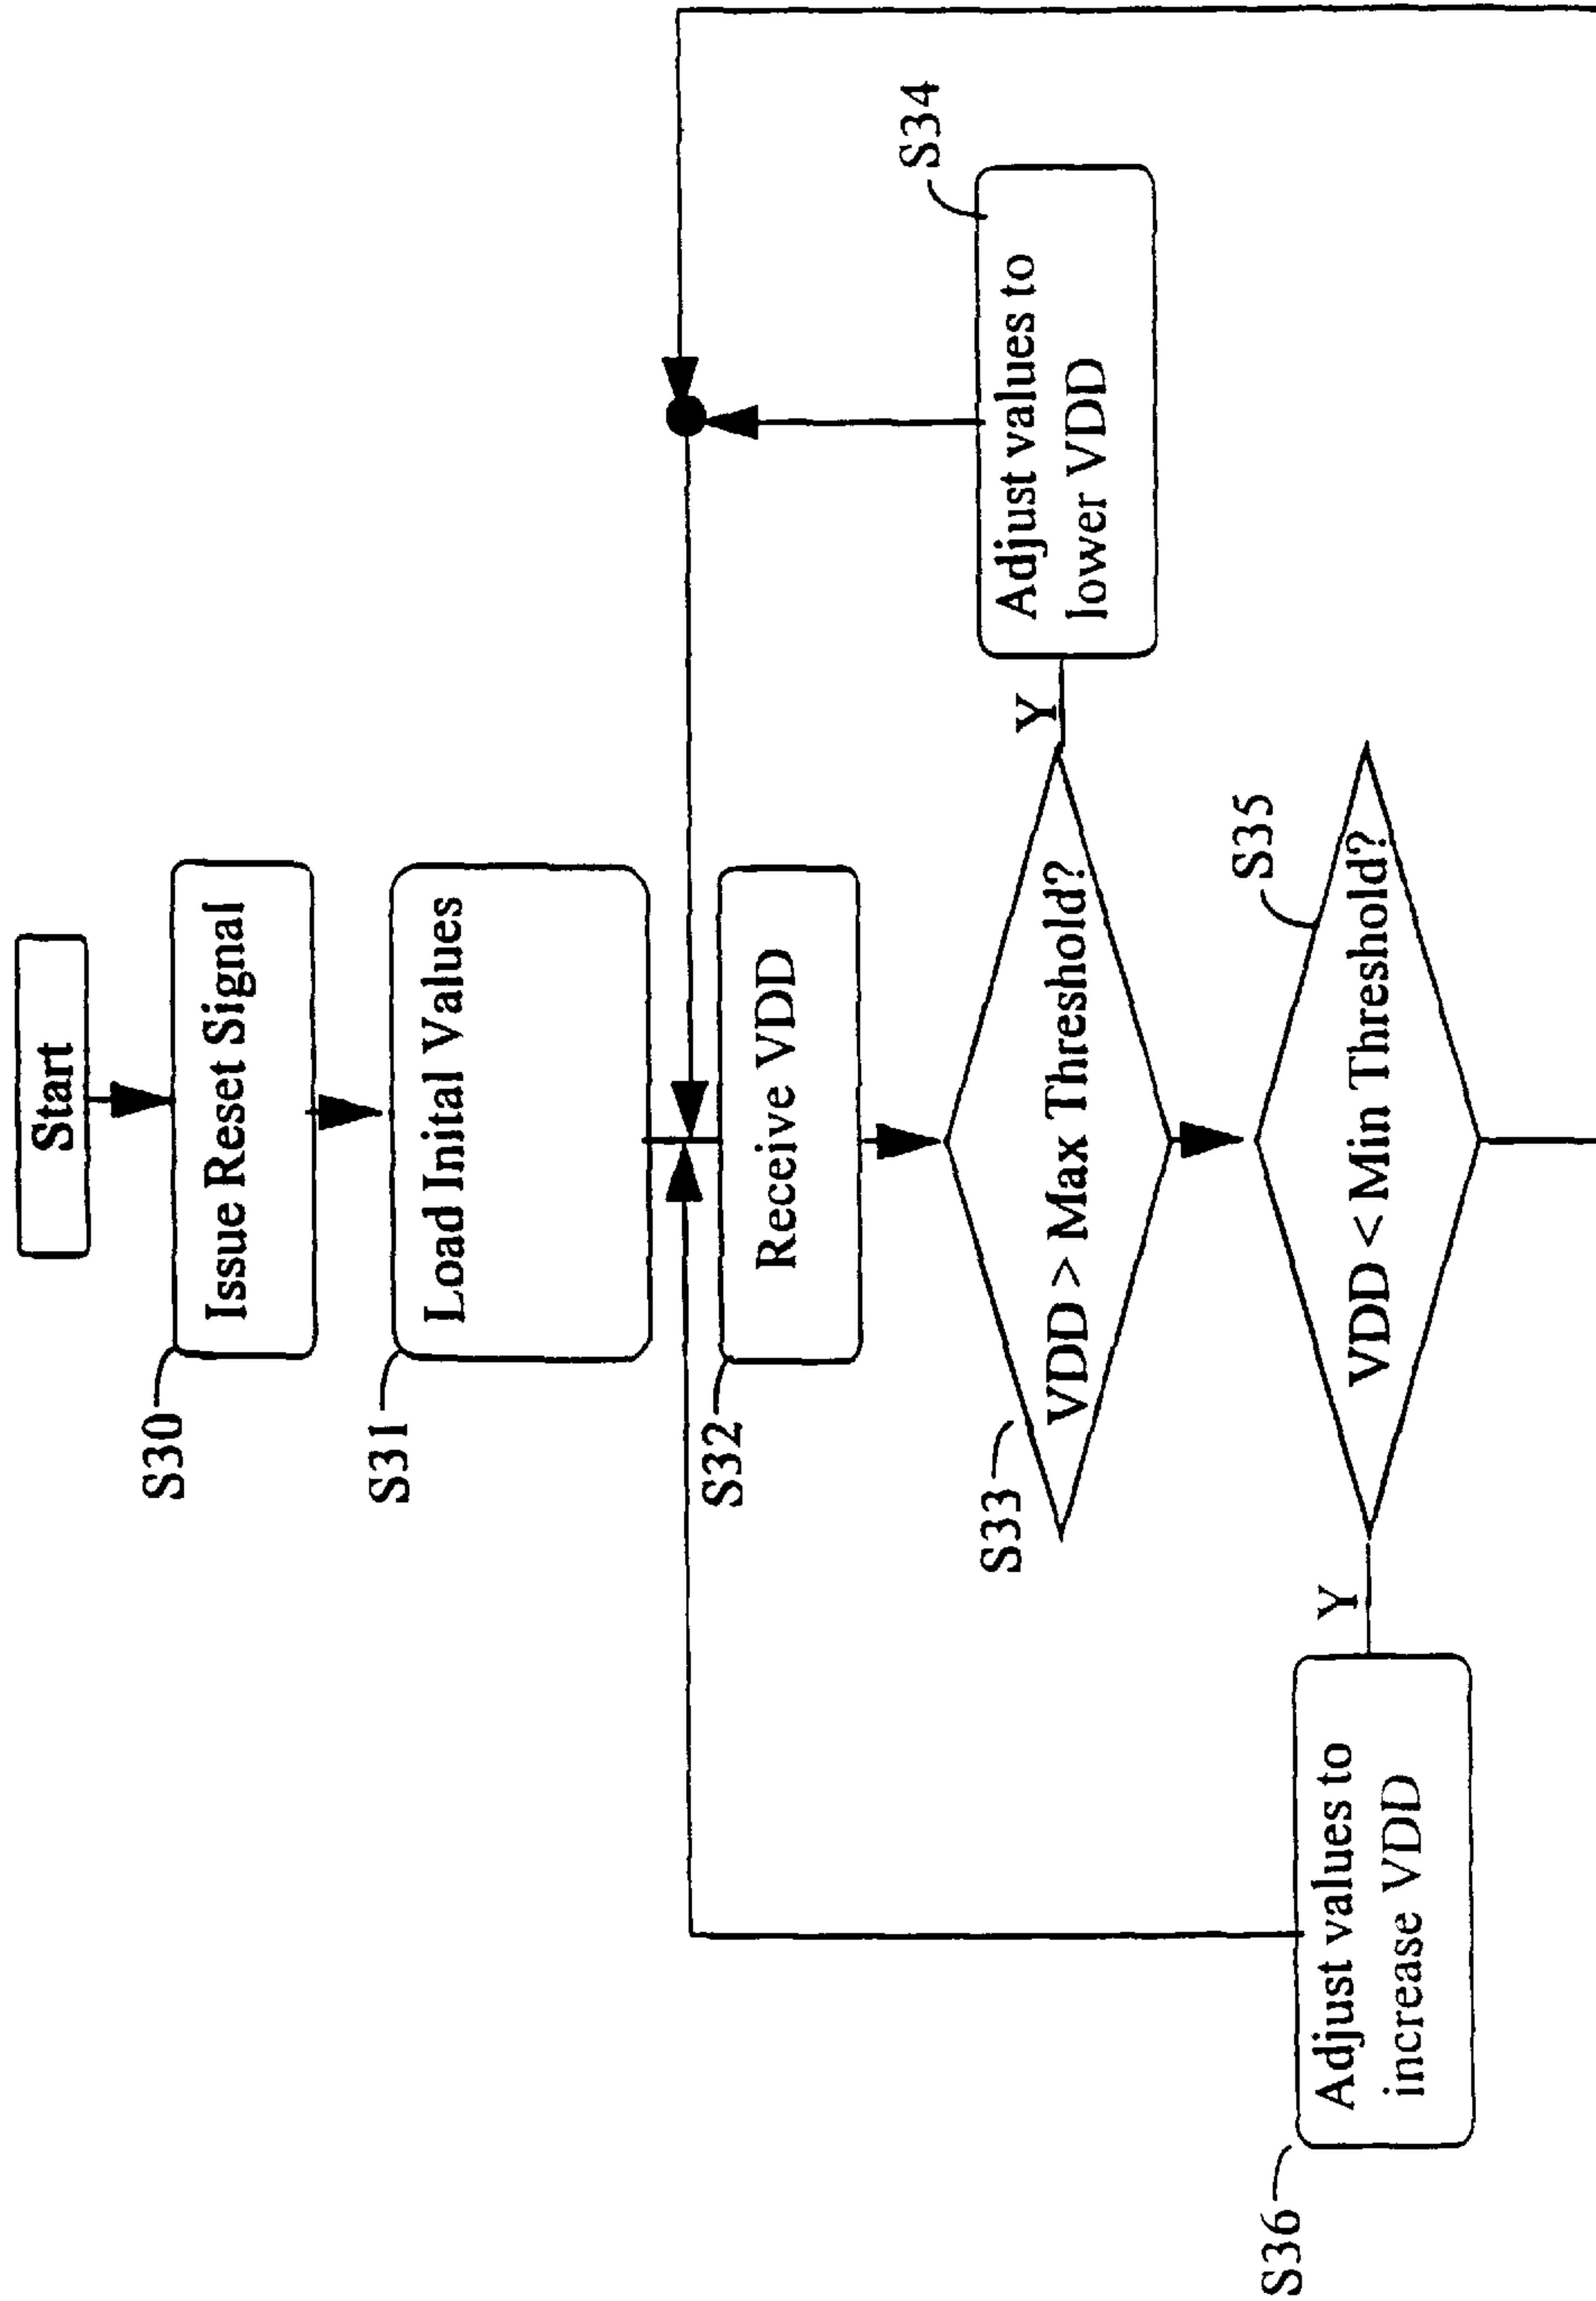 Start
S30
Issue Reset Signal
S31
Load Inital Values
S32
Receive VDD
S33
VDD > Max Threshold?
Y
Adjust values to
lower VDD
S34
S35
VDD < Min Threshold?
Y
Adjust values to
increase VDD
S36